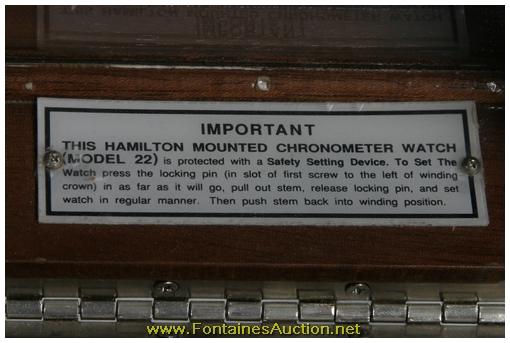 IMPORTANT
THIS HAMILTON MOUNTED CHRONOMETER WATCH
(MODEL 22) is protected with a Safety Setting Device. To Set The
Watch press the locking pin (in slot of first screw to the left of winding
crown) in as far as it will go, pull out stem, release locking pin, and set
watch in regular manner. Then push stem back into winding position.
www.FontainesAuction.net